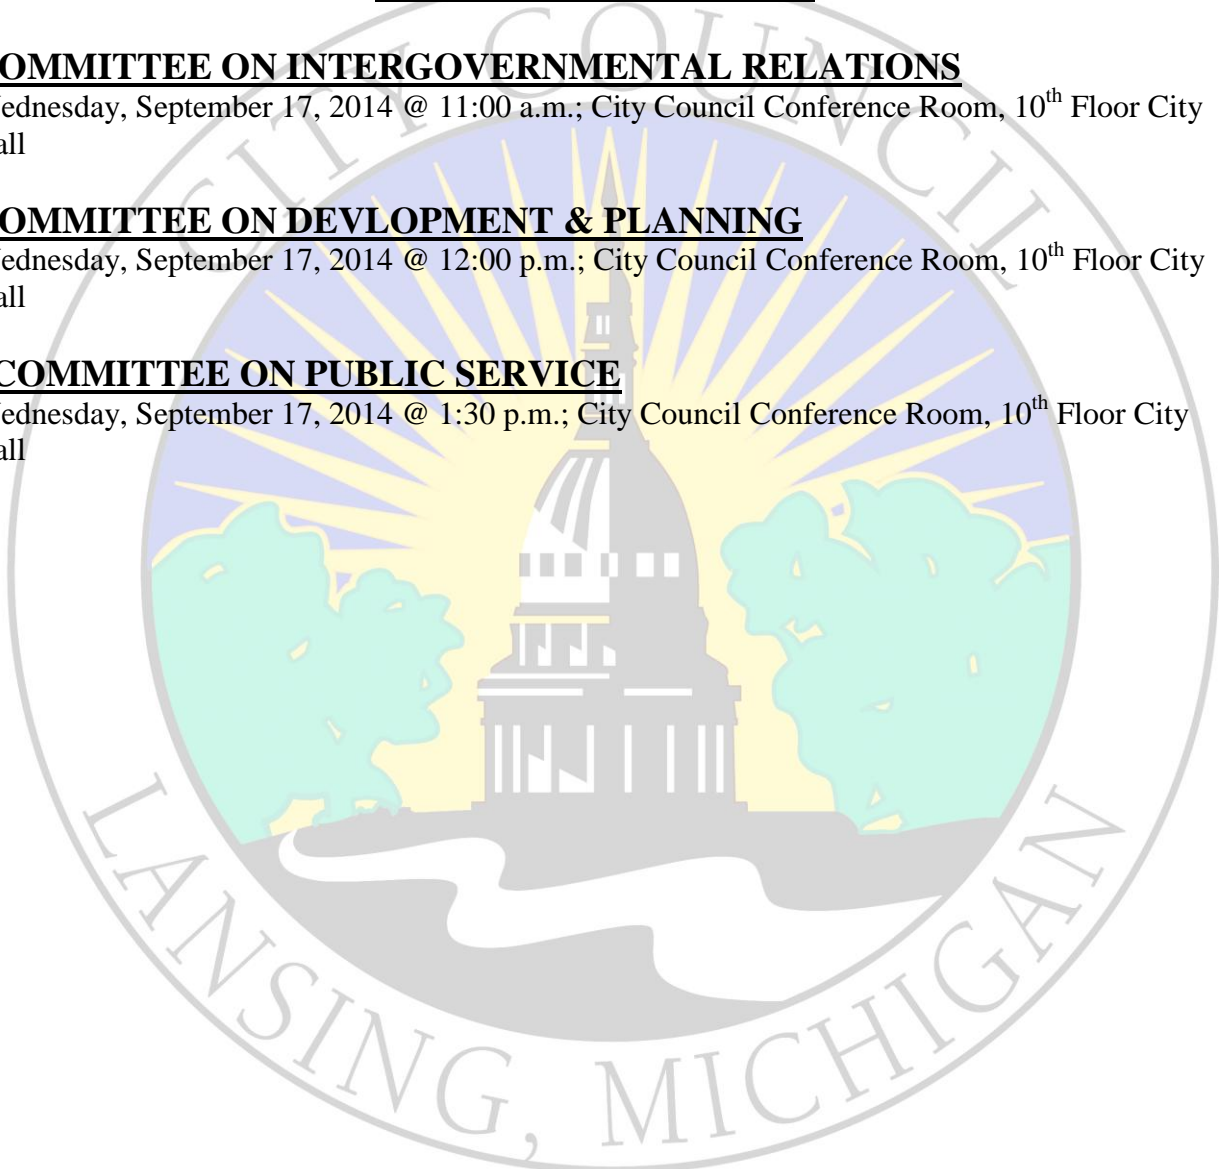 OMMITTEE ON INTERGOVERNMENTAL RELATIONS
ednesday, September 17, 2014 @ 11:00 a.m.; City Council Conference Room, 10th Floor City
all
OMMITTEE ON DEVLOPMENT & PLANNING
ednesday, September 17, 2014 @ 12:00 p.m.; City Council Conference Room, 10th Floor City
all
COMMITTEE ON PUBLIC SERVICE
ednesday, September 17, 2014 @ 1:30 p.m.; City Council Conference Room, 10th Floor City
all
CITY COUNCIL
LANSING, MICHIGAN